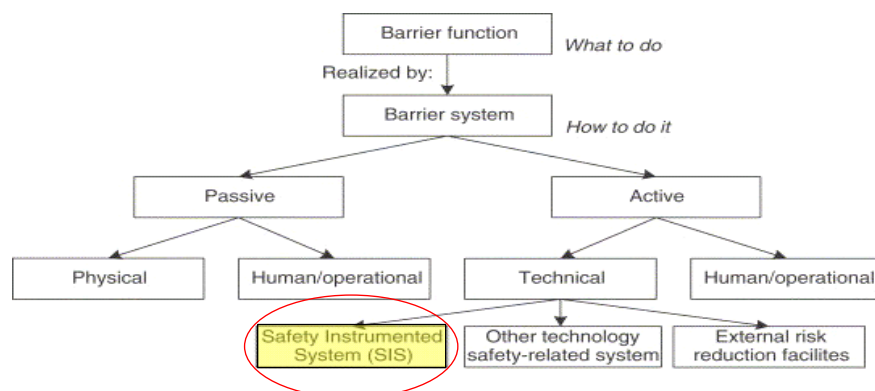 Barrier function
What to do
Realized by:
Barrier system
How to do it
Passive
Active
Physical
Human/operational
Technical
Human/operational
Safety Instrumented
System (SIS)
Other technology
safety-related system
External risk
reduction facilites